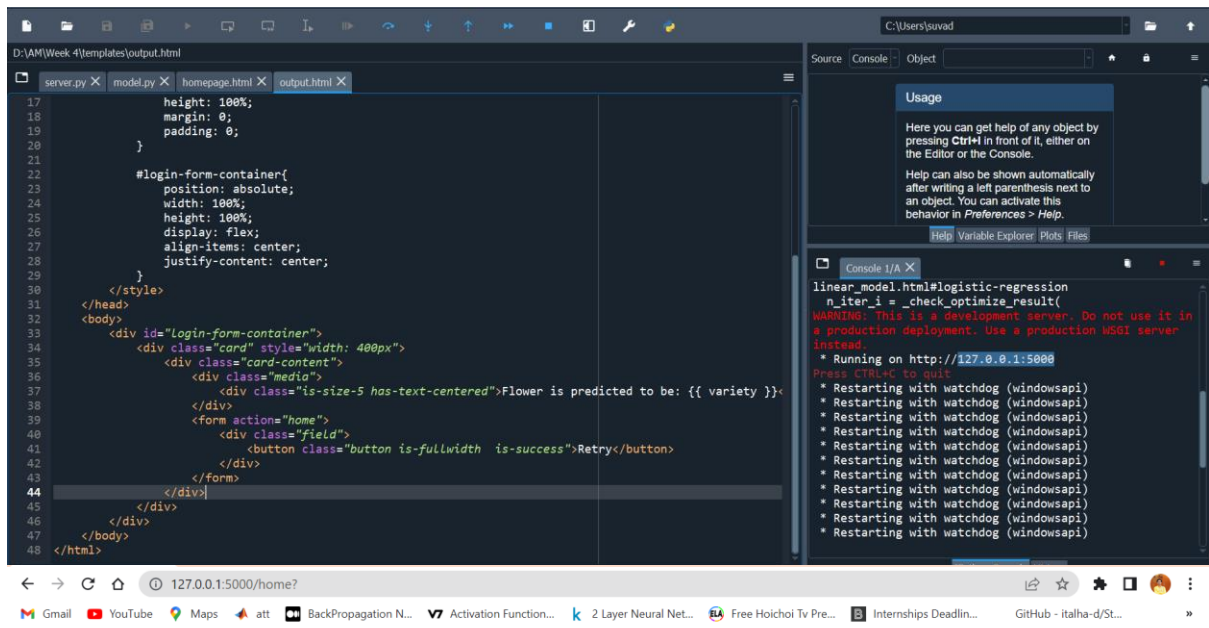 C:\Users\suvad
D:\AM\Week 4\templates\output.html
server.py model.py homepage.html output.html
17 height: 100%;
18 margin: 0;
19 padding: 0;
20 }
21
22 #login-form-container{
23 position: absolute;
24 width: 100%;
25 height: 100%;
26 display: flex;
27 align-items: center;
28 justify-content: center;
29 }
30 </style>
31 </head>
32 <body>
33 <div id="login-form-container">
34 <div class="card" style="width: 400px">
35 <div class="card-content">
36 <div class="media">
37 <div class="is-size-5 has-text-centered">Flower is predicted to be: {{ variety }}<
38 </div>
39 <form action="home">
40 <div class="field">
41 <button class="button is-fullwidth  is-success">Retry</button>
42 </div>
43 </form>
44 </div>
45 </div>
46 </div>
47 </body>
48 </html>
Source Console Object
Usage
Here you can get help of any object by
pressing Ctrl+I in front of it, either on
the Editor or the Console.
Help can also be shown automatically
after writing a left parenthesis next to
an object. You can activate this
behavior in Preferences > Help.
Help Variable Explorer Plots Files
Console 1/A
linear_model.html#logistic-regression
n_iter_i = _check_optimize_result(
WARNING: This is a development server. Do not use it in
a production deployment. Use a production WSGI server
instead.
* Running on http://127.0.0.1:5000
Press CTRL+C to quit
* Restarting with watchdog (windowsapi)
* Restarting with watchdog (windowsapi)
* Restarting with watchdog (windowsapi)
* Restarting with watchdog (windowsapi)
* Restarting with watchdog (windowsapi)
* Restarting with watchdog (windowsapi)
* Restarting with watchdog (windowsapi)
* Restarting with watchdog (windowsapi)
* Restarting with watchdog (windowsapi)
* Restarting with watchdog (windowsapi)
* Restarting with watchdog (windowsapi)
127.0.0.1:5000/home?
Gmail YouTube Maps att BackPropagation N... Activation Function... 2 Layer Neural Net... Free Hoichoi Tv Pre... Internships Deadlin... GitHub - italha-d/St... »